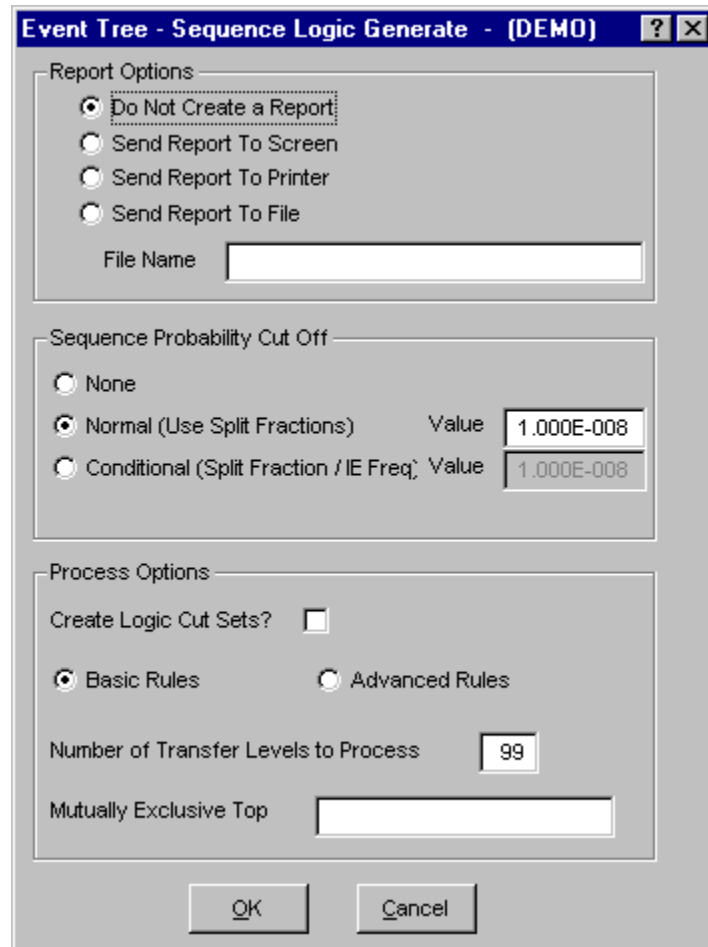 Event Tree - Sequence Logic Generate - (DEMO) ? ×
Report Options
Do Not Create a Report
Send Report To Screen
Send Report To Printer
Send Report To File
File Name
Sequence Probability Cut Off
None
Normal (Use Split Fractions) Value 1.000E-008
Conditional (Split Fraction / IE Freq) Value 1.000E-008
Process Options
Create Logic Cut Sets?
Basic Rules Advanced Rules
Number of Transfer Levels to Process 99
Mutually Exclusive Top
OK Cancel